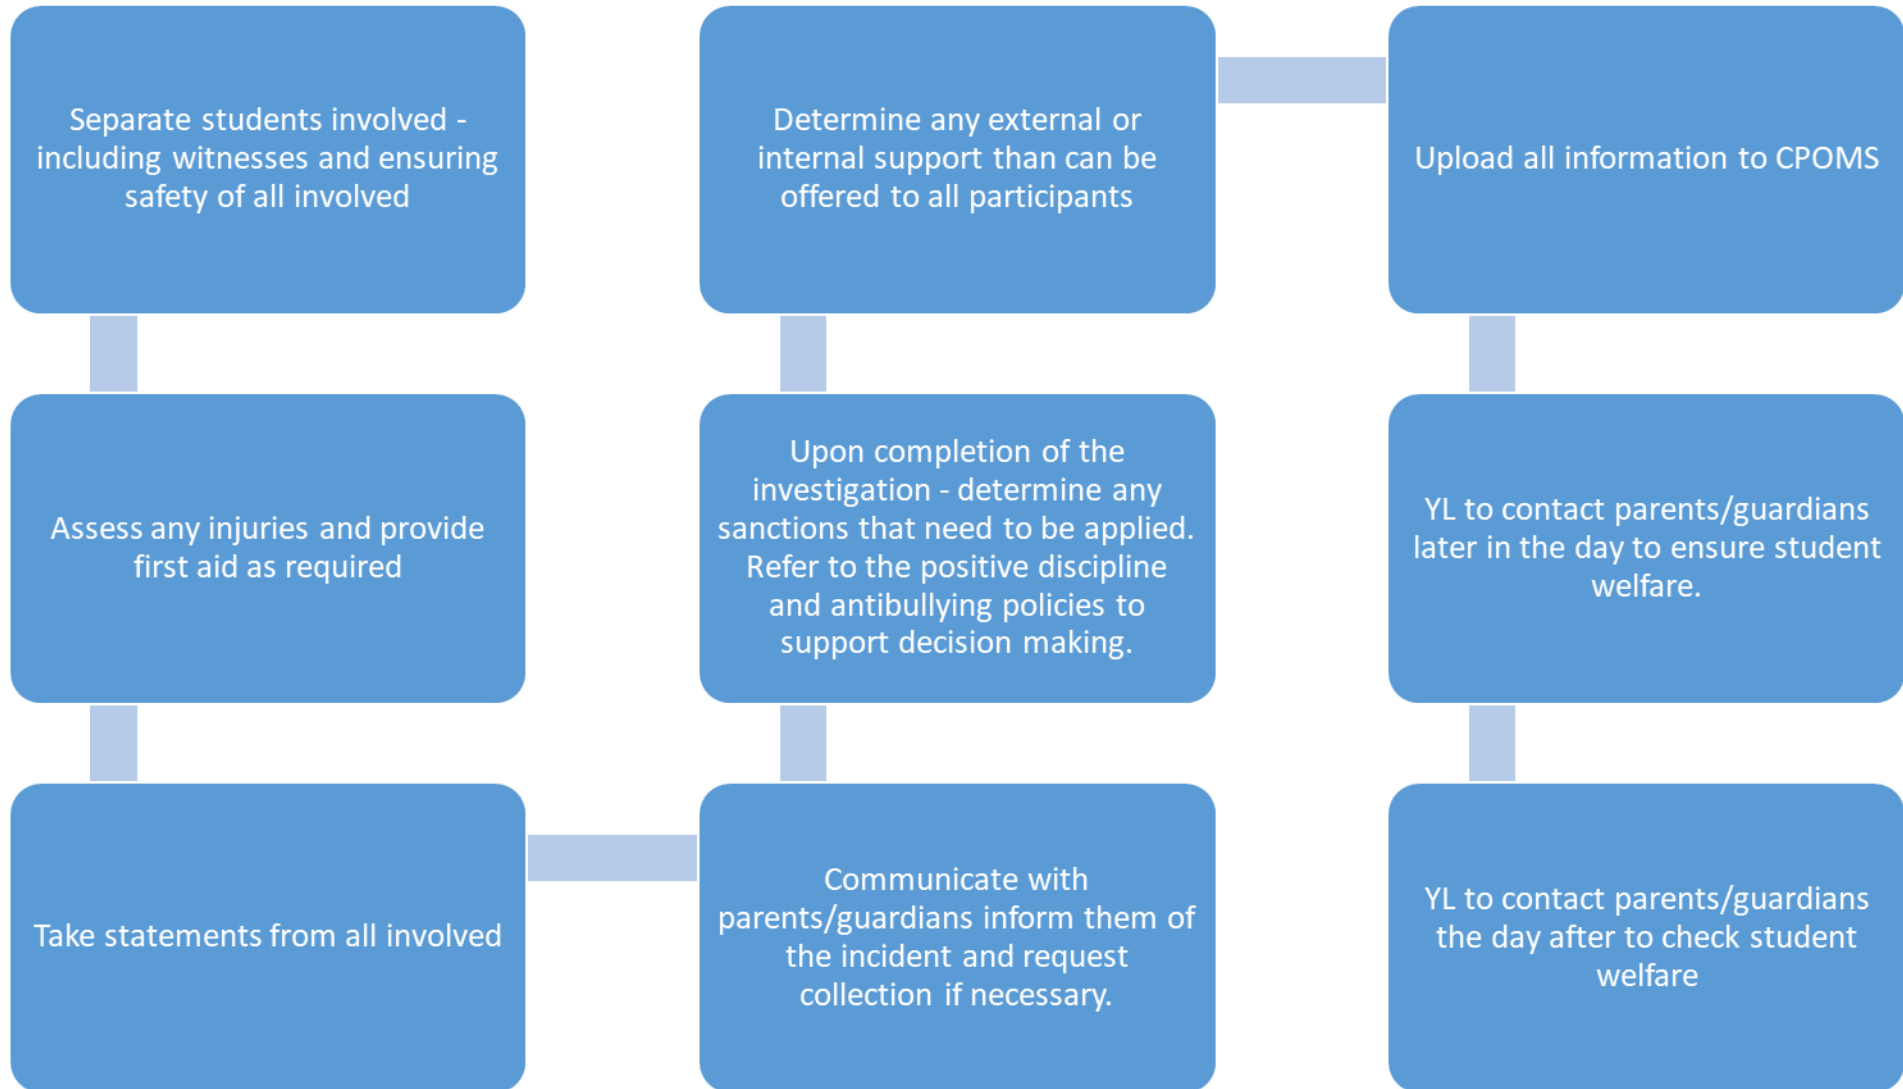 Separate students involved -
including witnesses and ensuring
safety of all involved
Assess any injuries and provide
first aid as required
Take statements from all involved
Communicate with
parents/guardians inform them of
the incident and request
collection if necessary.
Upon completion of the
investigation - determine any
sanctions that need to be applied.
Refer to the positive discipline
and antibullying policies to
support decision making.
Determine any external or
internal support than can be
offered to all participants
Upload all information to CPOMS
YL to contact parents/guardians
later in the day to ensure student
welfare.
YL to contact parents/guardians
the day after to check student
welfare